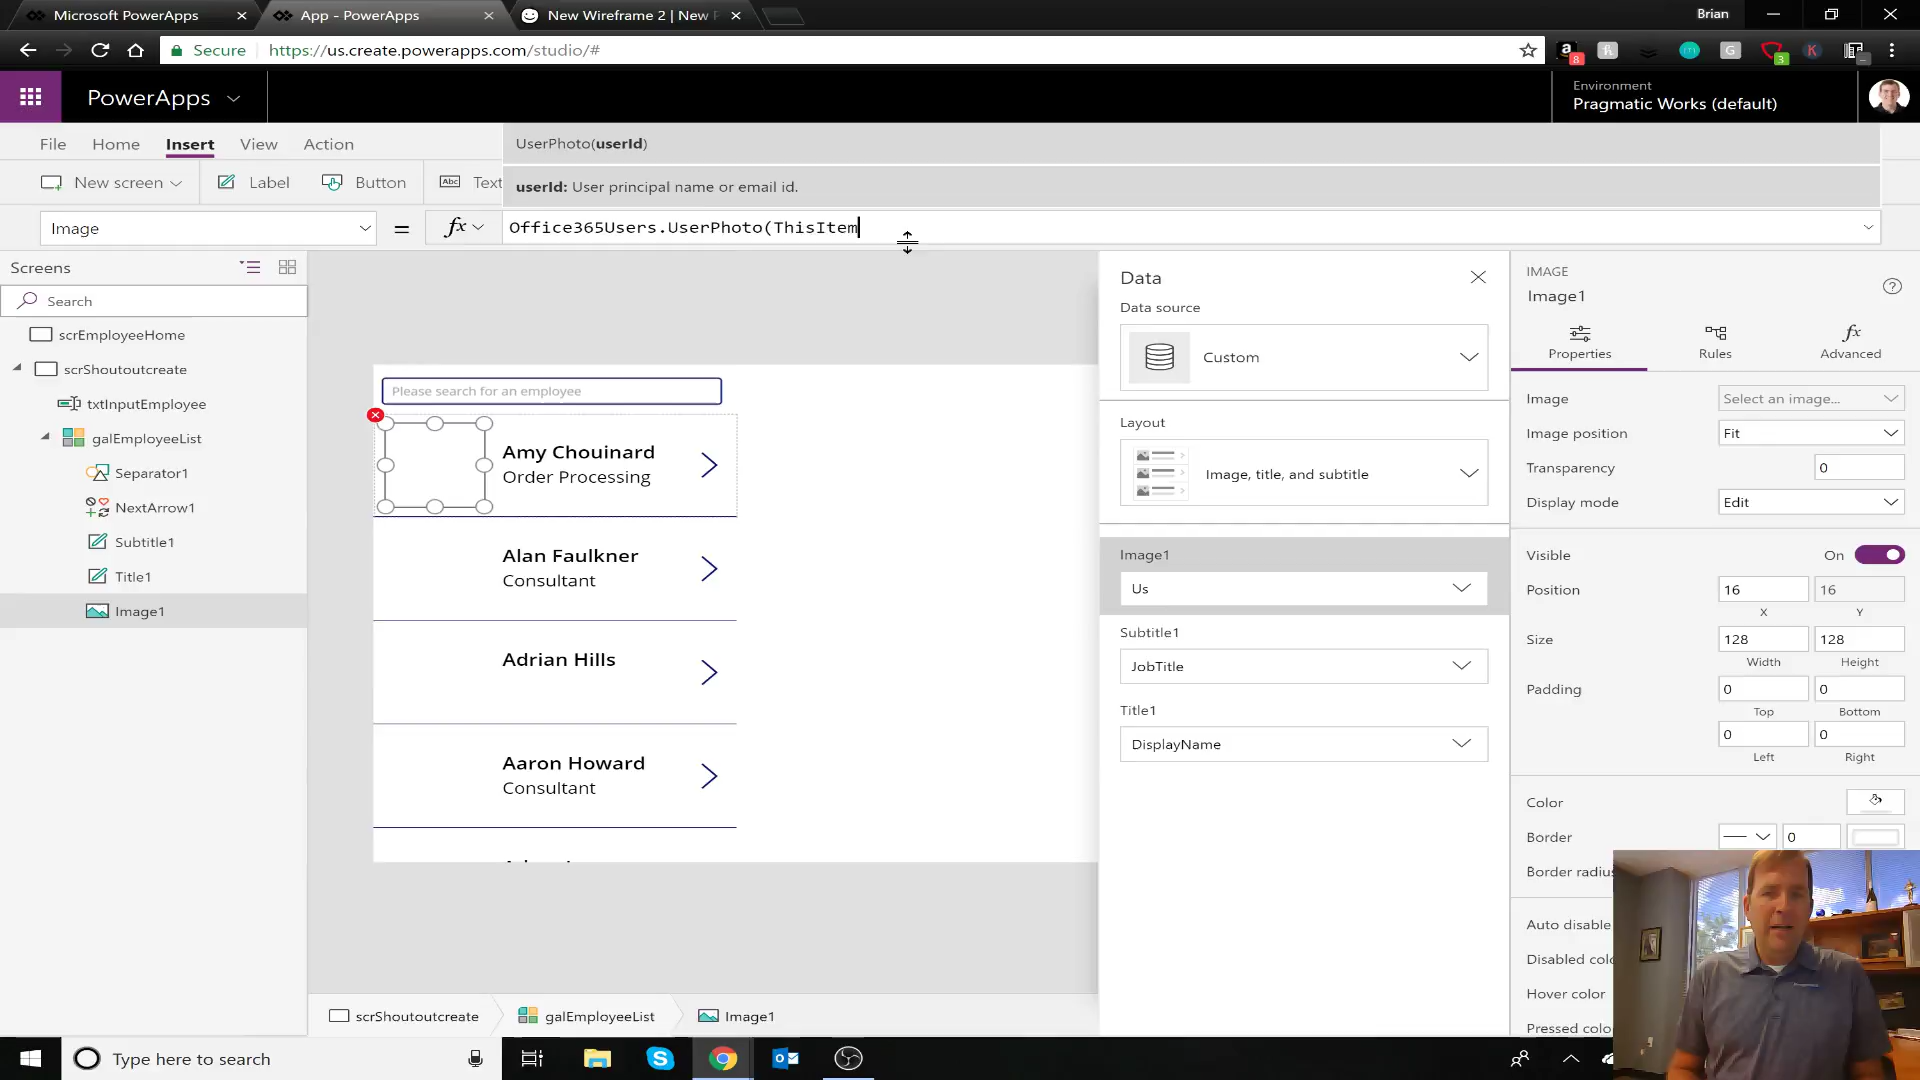 Microsoft PowerApps
App - PowerApps
New Wireframe 2 | New
Brian
Secure
https://us.create.powerapps.com/studio/#
a
8
G
3
K
PowerApps
Environment
Pragmatic Works (default)
File
Home
Insert
View
Action
UserPhoto(userId)
New screen
Label
Button
Abc
Text
userId: User principal name or email id.
Image
=
fx
Office365Users.UserPhoto(ThisItem
Screens
Search
scrEmployeeHome
scrShoutoutcreate
txtInputEmployee
galEmployeeList
Separator1
NextArrow1
Subtitle1
Title1
Image1
Please search for an employee
Amy Chouinard
Order Processing
Alan Faulkner
Consultant
Adrian Hills
Aaron Howard
Consultant
Data
Data source
Custom
Layout
Image, title, and subtitle
Image1
Us
Subtitle1
JobTitle
Title1
DisplayName
IMAGE
Image1
?
Properties
Rules
fx
Advanced
Image
Select an image...
Image position
Fit
Transparency
0
Display mode
Edit
Visible
On
Position
16
16
X
Y
Size
128
128
Width
Height
Padding
0
0
Top
Bottom
0
0
Left
Right
Color
Border
0
Border radiu
Auto disable
Disabled colo
Hover color
Pressed colo
scrShoutoutcreate
galEmployeeList
Image1
Type here to search